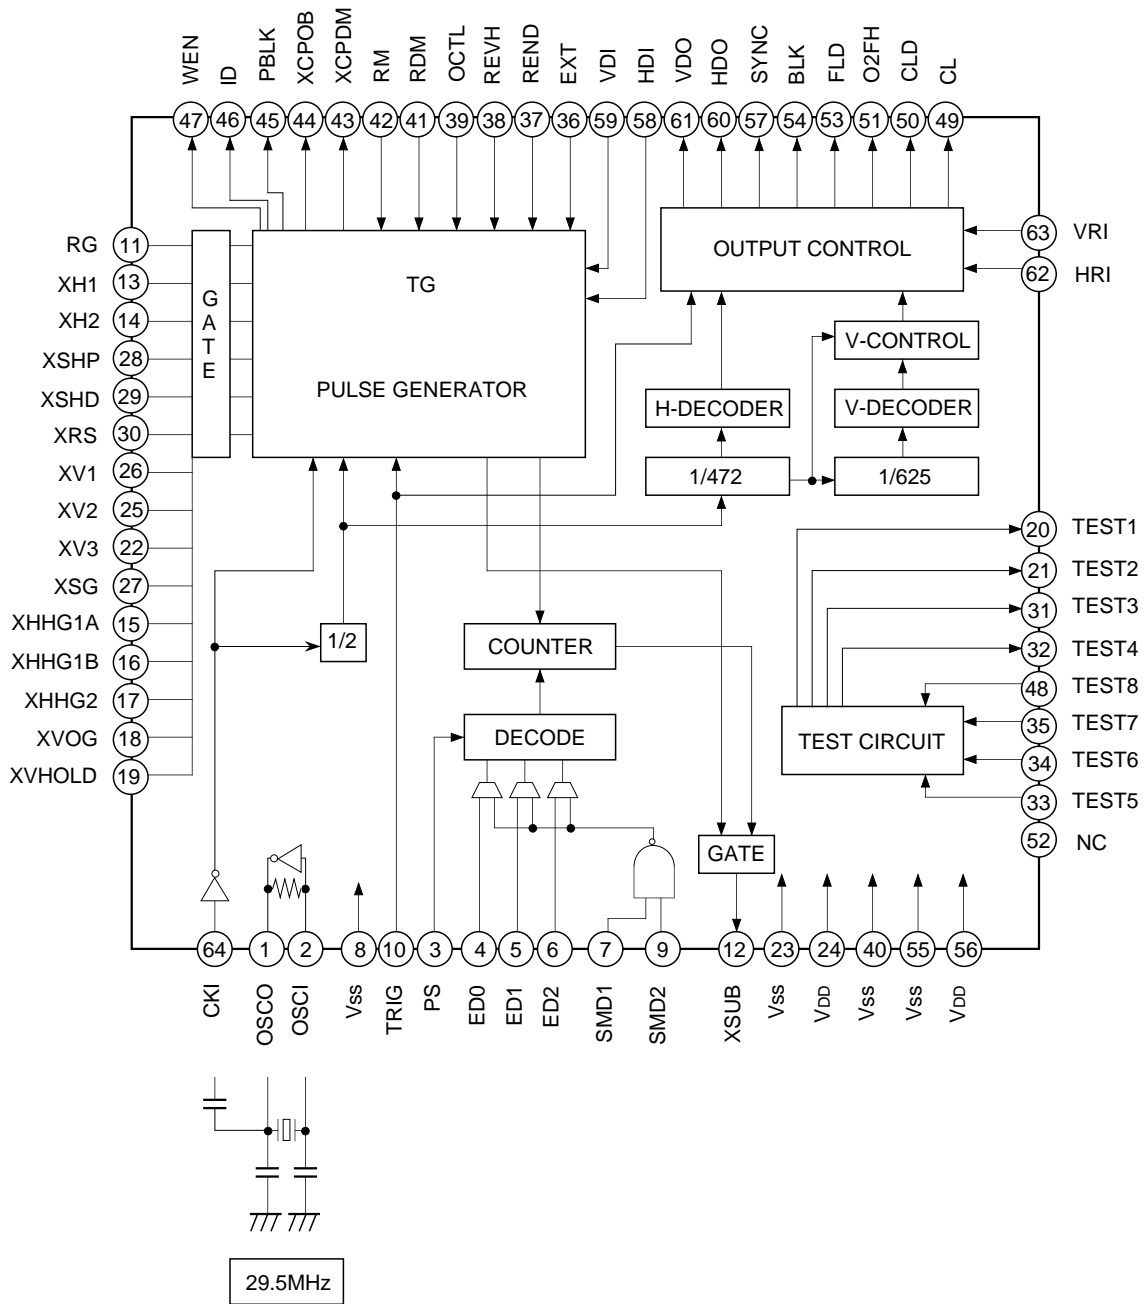 WEN ID PBLK XCPOB XCPDM RM RDM OCTL REVH REND EXT VDI HDI VDO HDO SYNC BLK FLD O2FH CLD CL
47 46 45 44 43 42 41 39 38 37 36 59 58 61 60 57 54 53 51 50 49
RG 11
XH1 13
XH2 14
XSHP 28
XSHD 29
XRS 30
XV1 26
XV2 25
XV3 22
XSG 27
XHHG1A 15
XHHG1B 16
XHHG2 17
XVOG 18
XVHOLD 19
GATE
TG
PULSE GENERATOR
OUTPUT CONTROL
63 VRI
62 HRI
V-CONTROL
H-DECODER
V-DECODER
1/472
1/625
1/2
COUNTER
DECODE
GATE
TEST CIRCUIT
20 TEST1
21 TEST2
31 TEST3
32 TEST4
48 TEST8
35 TEST7
34 TEST6
33 TEST5
52 NC
64 1 2 8 10 3 4 5 6 7 9 12 23 24 40 55 56
CKI OSCO OSCI Vss TRIG PS ED0 ED1 ED2 SMD1 SMD2 XSUB Vss VDD Vss Vss VDD
29.5MHz